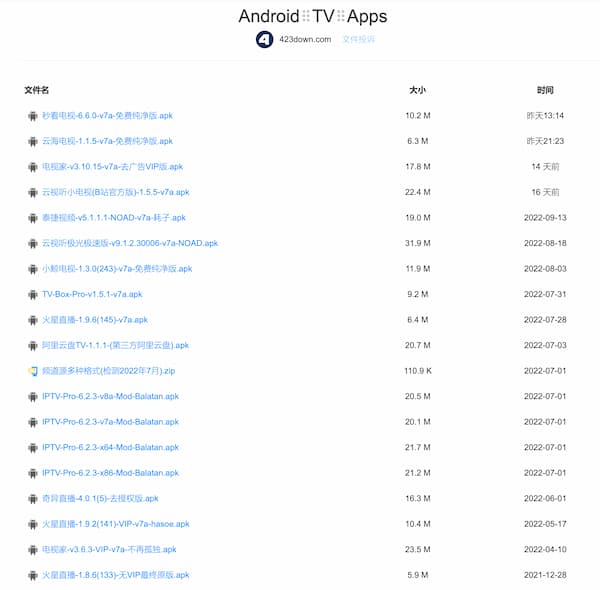 Android⠿TV⠿Apps
423down.com 文件投诉
文件名 大小 时间
秒看电视-6.6.0-v7a-免费纯净版.apk 10.2 M 昨天13:14
云海电视-1.1.5-v7a-免费纯净版.apk 6.3 M 昨天21:23
电视家-v3.10.15-v7a-去广告VIP版.apk 17.8 M 14 天前
云视听小电视(B站官方版)-1.5.5-v7a.apk 22.4 M 16 天前
泰捷视频-v5.1.1.1-NOAD-v7a-耗子.apk 19.0 M 2022-09-13
云视听极光极速版-v9.1.2.30006-v7a-NOAD.apk 31.9 M 2022-08-18
小鲸电视-1.3.0(243)-v7a-免费纯净版.apk 11.9 M 2022-08-03
TV-Box-Pro-v1.5.1-v7a.apk 9.2 M 2022-07-31
火星直播-1.9.6(145)-v7a.apk 6.4 M 2022-07-28
阿里云盘TV-1.1.1-(第三方阿里云盘).apk 20.7 M 2022-07-03
频道源多种格式(检测2022年7月).zip 110.9 K 2022-07-01
IPTV-Pro-6.2.3-v8a-Mod-Balatan.apk 20.5 M 2022-07-01
IPTV-Pro-6.2.3-v7a-Mod-Balatan.apk 20.1 M 2022-07-01
IPTV-Pro-6.2.3-x64-Mod-Balatan.apk 21.7 M 2022-07-01
IPTV-Pro-6.2.3-x86-Mod-Balatan.apk 21.2 M 2022-07-01
奇异直播-4.0.1(5)-去授权版.apk 16.3 M 2022-06-01
火星直播-1.9.2(141)-VIP-v7a-hasoe.apk 10.4 M 2022-05-17
电视家-v3.6.3-VIP-v7a-不再孤独.apk 23.5 M 2022-04-10
火星直播-1.8.6(133)-无VIP最终原版.apk 5.9 M 2021-12-28